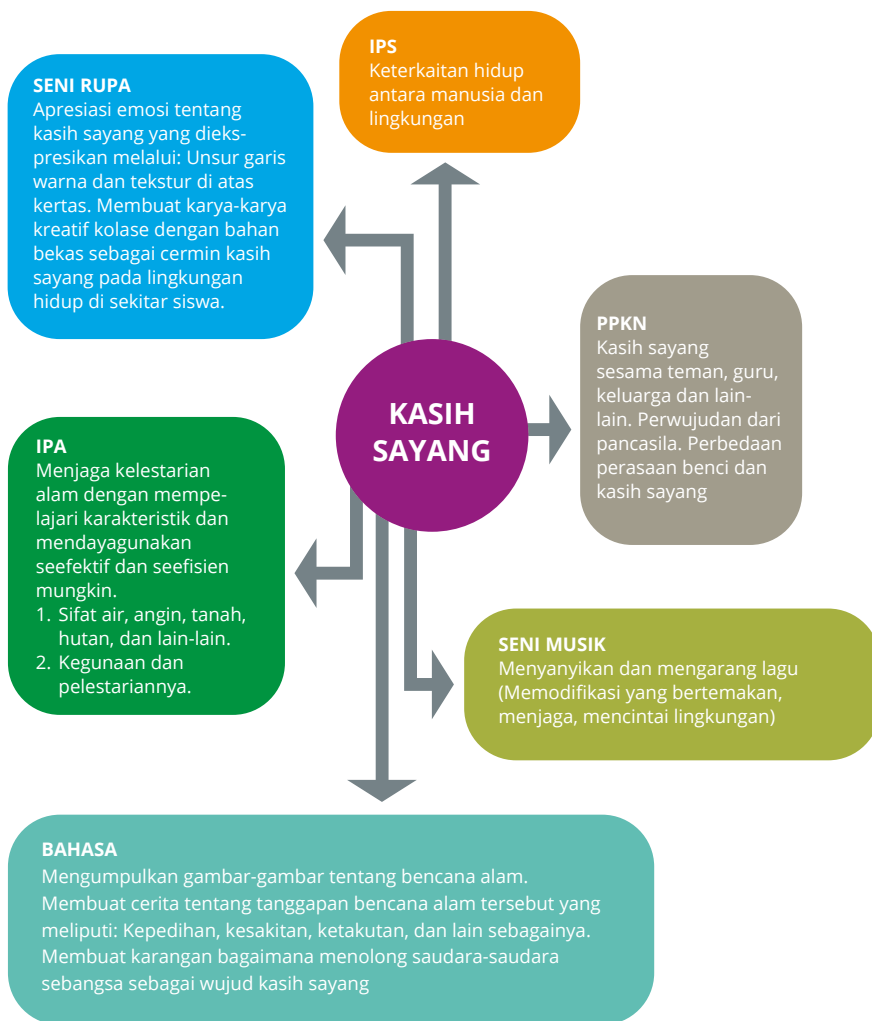 IPS
Keterkaitan hidup
antara manusia dan
lingkungan
SENI RUPA
Apresiasi emosi tentang
kasih sayang yang dieks-
presikan melalui: Unsur garis
warna dan tekstur di atas
kertas. Membuat karya-karya
kreatif kolase dengan bahan
bekas sebagai cermin kasih
sayang pada lingkungan
hidup di sekitar siswa.
PPKN
Kasih sayang
sesama teman, guru,
keluarga dan lain-
lain. Perwujudan dari
pancasila. Perbedaan
perasaan benci dan
kasih sayang
KASIH
SAYANG
IPA
Menjaga kelestarian
alam dengan mempe-
lajari karakteristik dan
mendayagunakan
seefektif dan seefisien
mungkin.
1. Sifat air, angin, tanah,
hutan, dan lain-lain.
2. Kegunaan dan
pelestariannya.
SENI MUSIK
Menyanyikan dan mengarang lagu
(Memodifikasi yang bertemakan,
menjaga, mencintai lingkungan)
BAHASA
Mengumpulkan gambar-gambar tentang bencana alam.
Membuat cerita tentang tanggapan bencana alam tersebut yang
meliputi: Kepedihan, kesakitan, ketakutan, dan lain sebagainya.
Membuat karangan bagaimana menolong saudara-saudara
sebangsa sebagai wujud kasih sayang